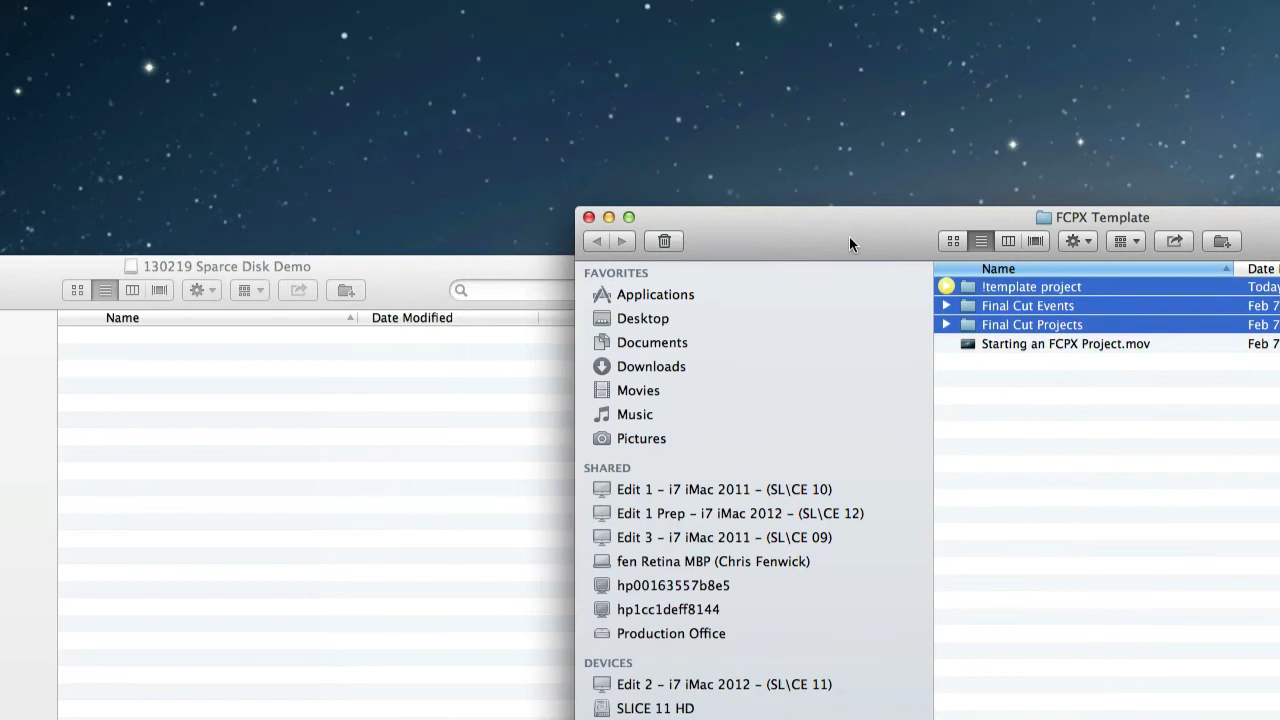 130219 Sparce Disk Demo
Name
Date Modified
FCPX Template
FAVORITES
Applications
Desktop
Documents
Downloads
Movies
Music
Pictures
SHARED
Edit 1 - i7 iMac 2011 - (SL\CE 10)
Edit 1 Prep - i7 iMac 2012 - (SL\CE 12)
Edit 3 - i7 iMac 2011 - (SL\CE 09)
fen Retina MBP (Chris Fenwick)
hp00163557b8e5
hp1cc1deff8144
Production Office
DEVICES
Edit 2 - i7 iMac 2012 - (SL\CE 11)
SLICE 11 HD
Name Date
!template project Today
Final Cut Events Feb 7
Final Cut Projects Feb 7
Starting an FCPX Project.mov Feb 7